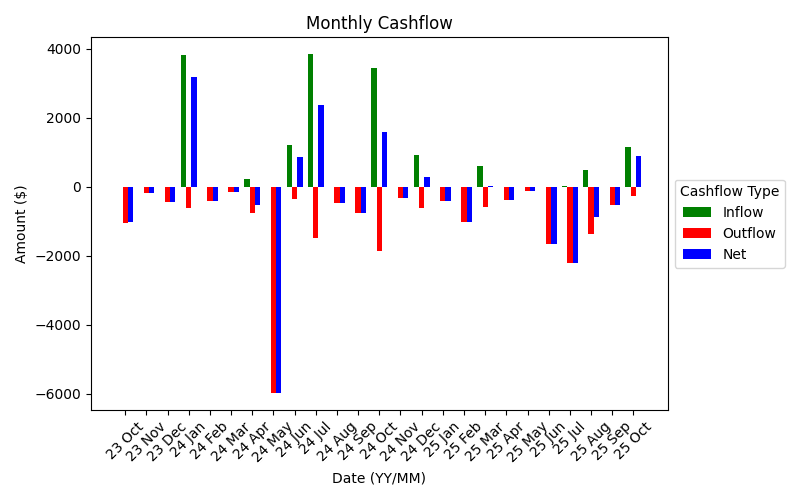 Monthly Cashflow
Amount ($)
4000
2000
0
−2000
−4000
−6000
23 Oct
23 Nov
23 Dec
24 Jan
24 Feb
24 Mar
24 Apr
24 May
24 Jun
24 Jul
24 Aug
24 Sep
24 Oct
24 Nov
24 Dec
25 Jan
25 Feb
25 Mar
25 Apr
25 May
25 Jun
25 Jul
25 Aug
25 Sep
25 Oct
Date (YY/MM)
Cashflow Type
Inflow
Outflow
Net